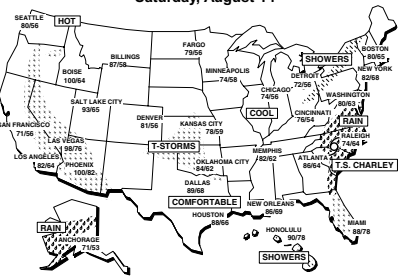 SEATTLE
80/56
HOT
BILLINGS
87/58
FARGO
79/56
MINNEAPOLIS
74/58
SHOWERS
BOSTON
80/65
NEW YORK
82/68
BOISE
100/64
DETROIT
72/56
CHICAGO
74/56
WASHINGTON
80/63
SALT LAKE CITY
93/65
DENVER
81/56
COOL
CINCINNATI
76/54
RAIN
SAN FRANCISCO
71/56
KANSAS CITY
78/59
RALEIGH
74/64
LAS VEGAS
98/76
T-STORMS
MEMPHIS
82/62
ATLANTA
86/64
T.S. CHARLEY
LOS ANGELES
82/64
PHOENIX
100/82
OKLAHOMA CITY
84/62
DALLAS
89/68
COMFORTABLE
NEW ORLEANS
86/69
HOUSTON
88/66
MIAMI
88/78
RAIN
ANCHORAGE
71/53
HONOLULU
90/78
SHOWERS